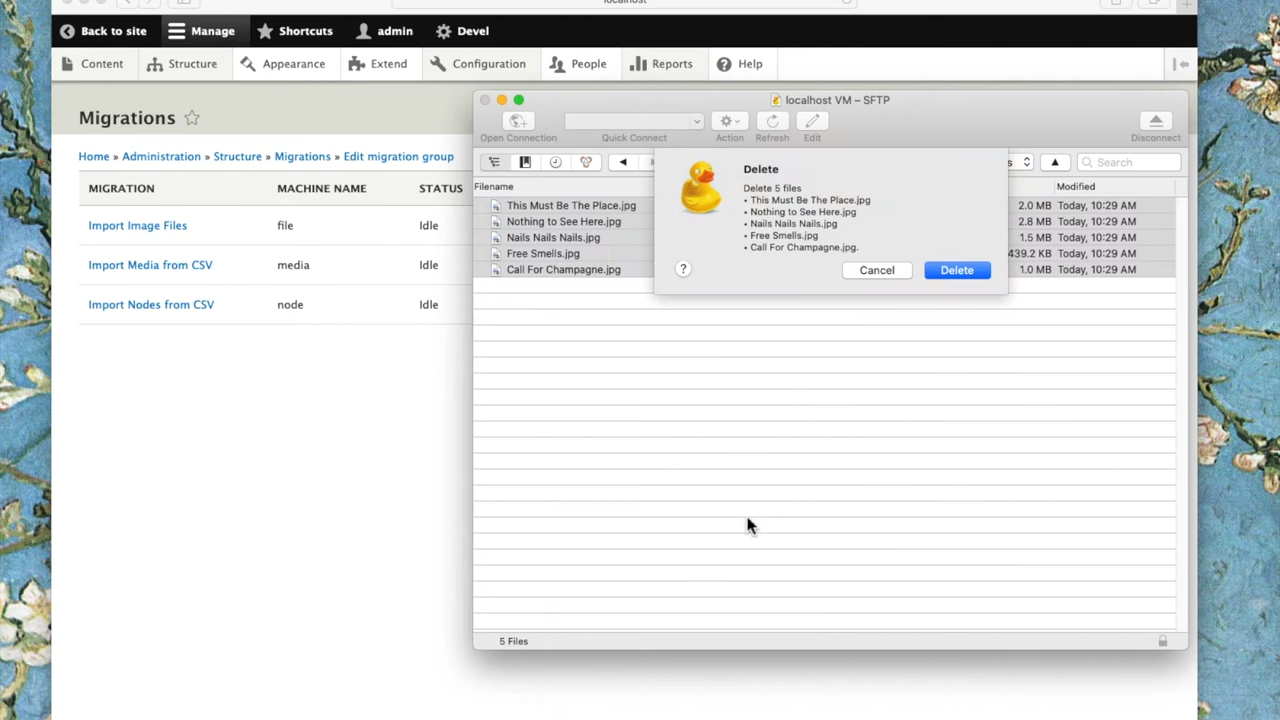 localhost
Back to site Manage Shortcuts admin Devel
Content Structure Appearance Extend Configuration People Reports Help
Migrations
Home » Administration » Structure » Migrations » Edit migration group
MIGRATION MACHINE NAME STATUS
Import Image Files file Idle
Import Media from CSV media Idle
Import Nodes from CSV node Idle
localhost VM – SFTP
Open Connection Quick Connect Action Refresh Edit Disconnect
Search
Filename Modified
This Must Be The Place.jpg 2.0 MB Today, 10:29 AM
Nothing to See Here.jpg 2.8 MB Today, 10:29 AM
Nails Nails Nails.jpg 1.5 MB Today, 10:29 AM
Free Smells.jpg 439.2 KB Today, 10:29 AM
Call For Champagne.jpg 1.0 MB Today, 10:29 AM
Delete
Delete 5 files
• This Must Be The Place.jpg
• Nothing to See Here.jpg
• Nails Nails Nails.jpg
• Free Smells.jpg
• Call For Champagne.jpg.
? Cancel Delete
5 Files